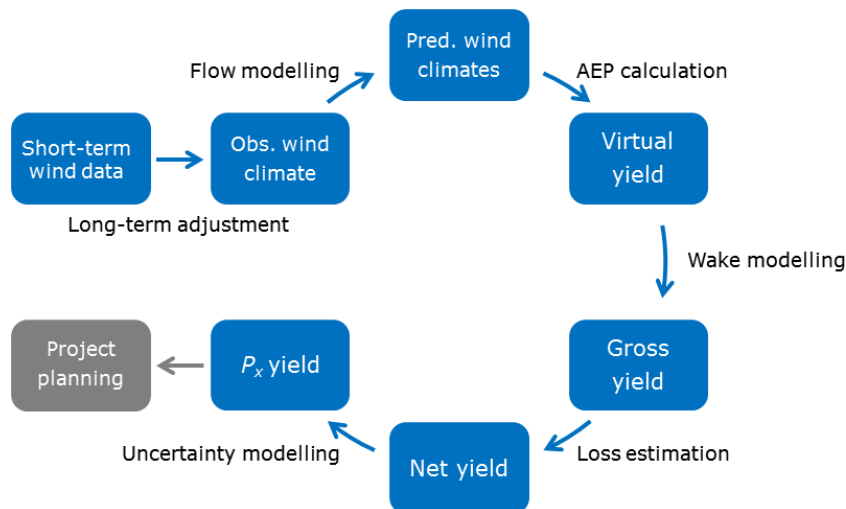 Pred. wind
climates
Flow modelling
AEP calculation
Short-term
wind data
Obs. wind
climate
Virtual
yield
Long-term adjustment
Wake modelling
Project
planning
Px yield
Gross
yield
Uncertainty modelling
Net yield
Loss estimation